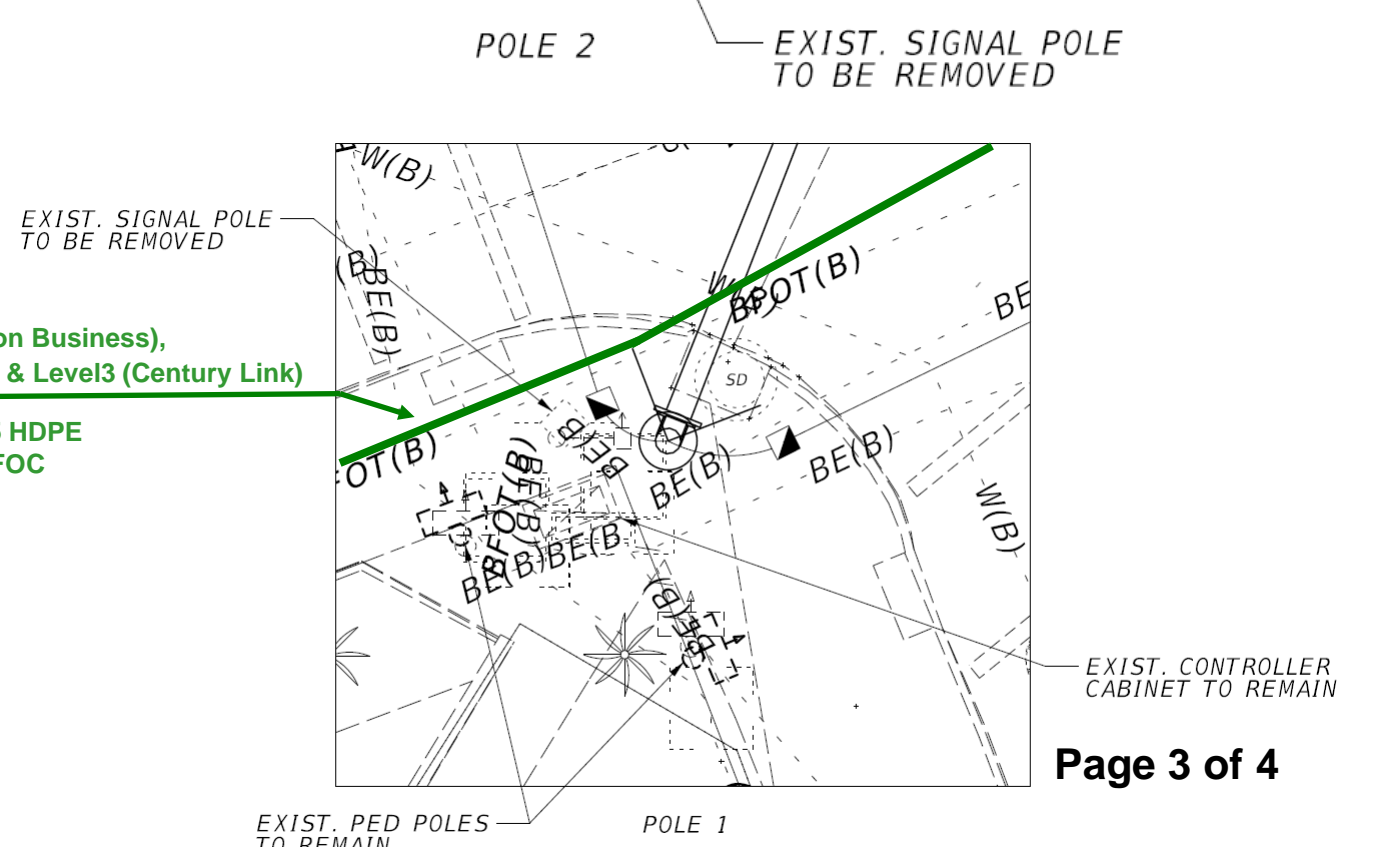 POLE 2
EXIST. SIGNAL POLE
TO BE REMOVED
W(B)
EXIST. SIGNAL POLE
TO BE REMOVED
(B)
BE(B)
BFOT(B)
BE
on Business),
& Level3 (Century Link)
SD
HDPE
FOC
FOT(B)
BFOT(B)
BE(B)
BE(B)
BE(B)
W(B)
BE(B)
BE(B
EXIST. CONTROLLER
CABINET TO REMAIN
Page 3 of 4
EXIST. PED POLES
TO REMAIN
POLE 1